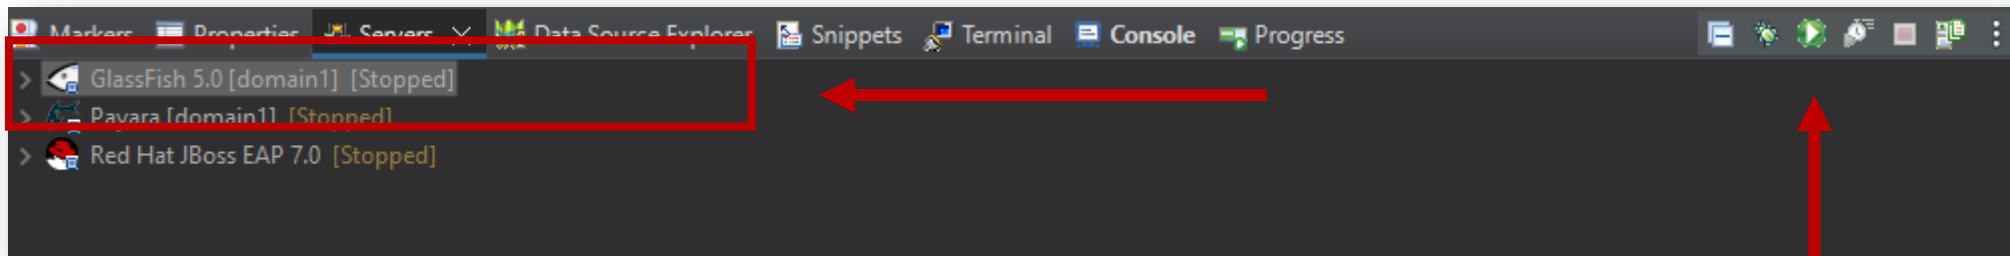 Markers Properties Servers Data Source Explorer Snippets Terminal Console Progress
GlassFish 5.0 [domain1] [Stopped]
Payara [domain1] [Stopped]
Red Hat JBoss EAP 7.0 [Stopped]